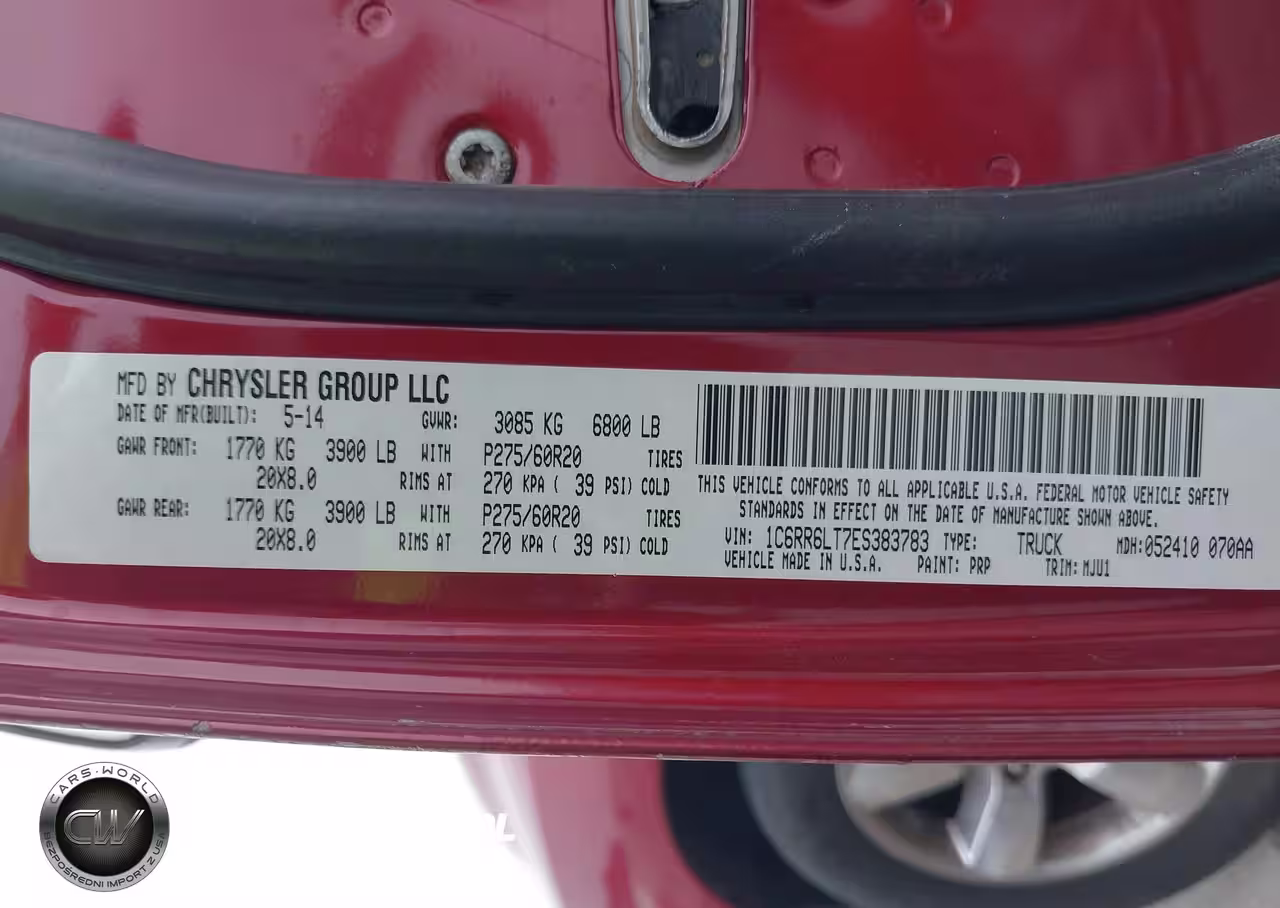 MFD BY CHRYSLER GROUP LLC
DATE OF MFR(BUILT): 5-14 GVWR: 3085 KG 6800 LB
GAWR FRONT: 1770 KG 3900 LB WITH P275/60R20 TIRES
20X8.0 RIMS AT 270 KPA ( 39 PSI) COLD
GAWR REAR: 1770 KG 3900 LB WITH P275/60R20 TIRES
20X8.0 RIMS AT 270 KPA ( 39 PSI) COLD
THIS VEHICLE CONFORMS TO ALL APPLICABLE U.S.A. FEDERAL MOTOR VEHICLE SAFETY
STANDARDS IN EFFECT ON THE DATE OF MANUFACTURE SHOWN ABOVE.
VIN: 1C6RR6LT7ES383783 TYPE: TRUCK MDH:052410 070AA
VEHICLE MADE IN U.S.A. PAINT: PRP TRIM: MJU1
CARS-WORLD
CW
BEZPOŚREDNI IMPORT Z USA